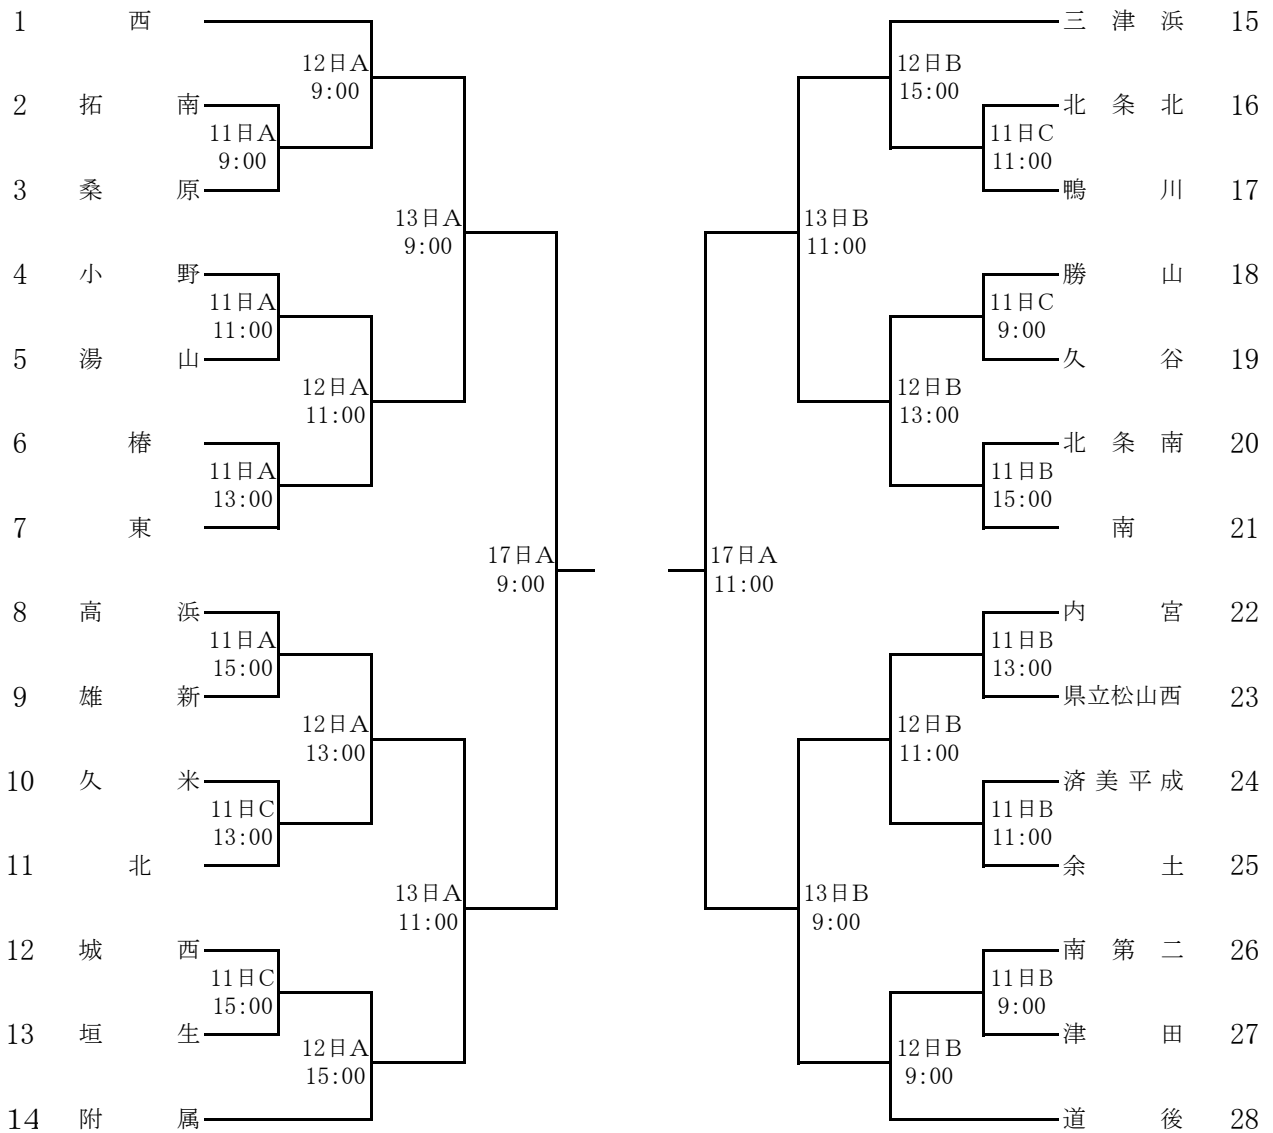 1 西
12日A
9:00
2 拓南
11日A
9:00
3 桑原
13日A
9:00
4 小野
11日A
11:00
5 湯山
12日A
11:00
6 椿
11日A
13:00
7 東
17日A
9:00
8 高浜
11日A
15:00
9 雄新
12日A
13:00
10 久米
11日C
13:00
11 北
13日A
11:00
12 城西
11日C
15:00
13 垣生
12日A
15:00
14 附属
三津浜 15
12日B
15:00
北条北 16
11日C
11:00
鴨川 17
13日B
11:00
勝山 18
11日C
9:00
久谷 19
12日B
13:00
北条南 20
11日B
15:00
南 21
17日A
11:00
内宮 22
11日B
13:00
県立松山西 23
12日B
11:00
済美平成 24
11日B
11:00
余土 25
13日B
9:00
南第二 26
11日B
9:00
津田 27
12日B
9:00
道後 28